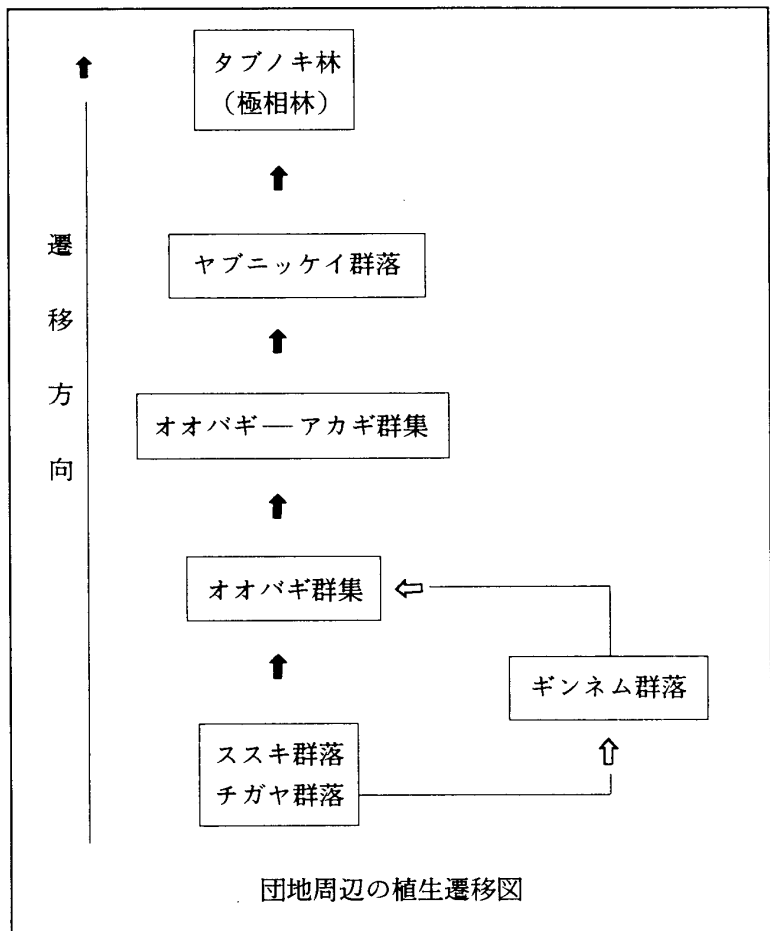 タブノキ林
(極相林)
ヤブニッケイ群落
オオバギ―アカギ群集
オオバギ群集
ギンネム群落
ススキ群落
チガヤ群落
遷移方向
団地周辺の植生遷移図